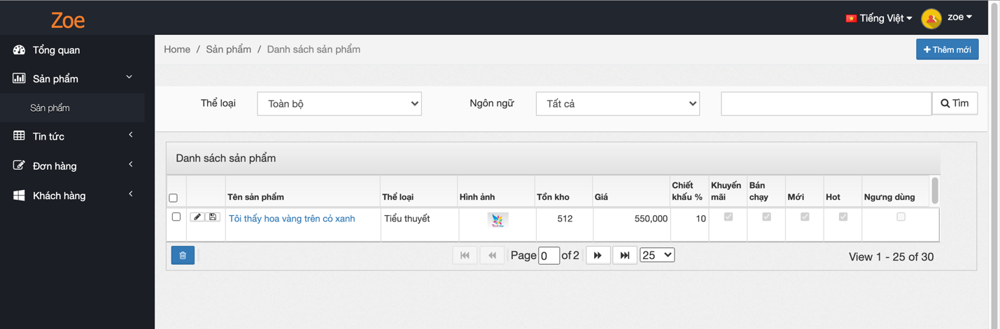 Zoe
Tiếng Việt
zoe
Tổng quan
Sản phẩm
Sản phẩm
Tin tức
Đơn hàng
Khách hàng
Home / Sản phẩm / Danh sách sản phẩm
Thêm mới
Thể loại Toàn bộ Ngôn ngữ Tất cả Tìm
Danh sách sản phẩm
Tên sản phẩm Thể loại Hình ảnh Tồn kho Giá Chiết khấu % Khuyến mãi Bán chạy Mới Hot Ngưng dùng
Tôi thấy hoa vàng trên cỏ xanh Tiểu thuyết 512 550,000 10
Page 0 of 2 25 View 1 - 25 of 30